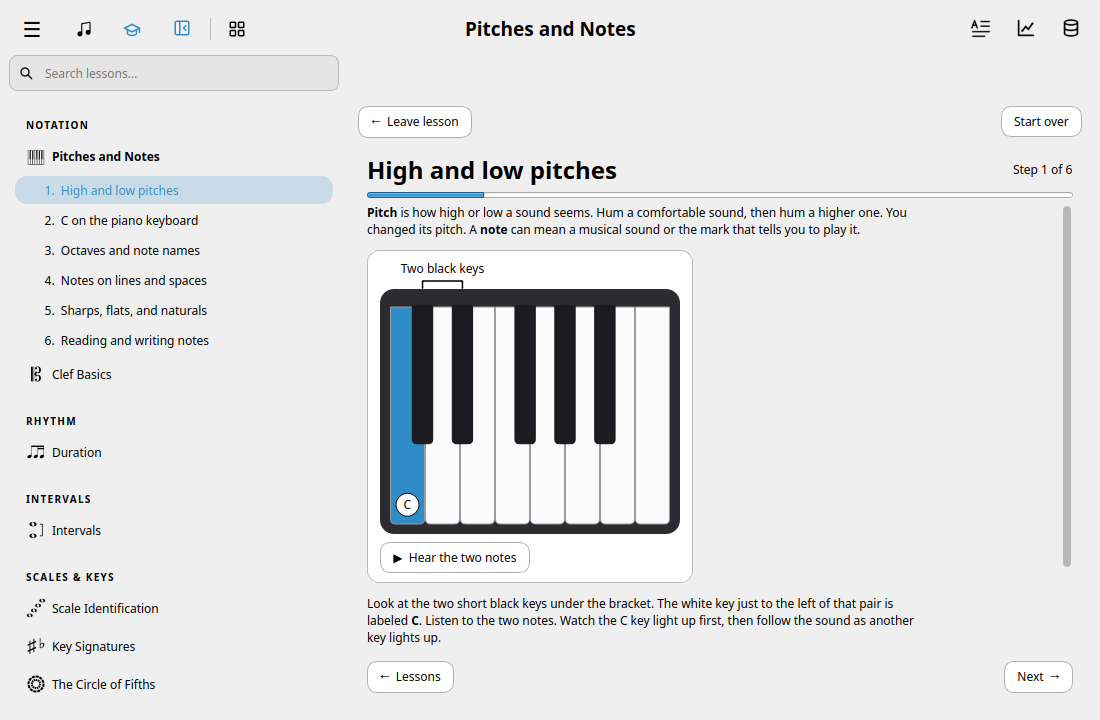 Pitches and Notes
Search lessons...
NOTATION
Pitches and Notes
1. High and low pitches
2. C on the piano keyboard
3. Octaves and note names
4. Notes on lines and spaces
5. Sharps, flats, and naturals
6. Reading and writing notes
Clef Basics
RHYTHM
Duration
INTERVALS
Intervals
SCALES & KEYS
Scale Identification
Key Signatures
The Circle of Fifths
← Leave lesson
Start over
High and low pitches
Step 1 of 6
Pitch is how high or low a sound seems. Hum a comfortable sound, then hum a higher one. You
changed its pitch. A note can mean a musical sound or the mark that tells you to play it.
Two black keys
C
▶ Hear the two notes
Look at the two short black keys under the bracket. The white key just to the left of that pair is
labeled C. Listen to the two notes. Watch the C key light up first, then follow the sound as another
key lights up.
← Lessons
Next →